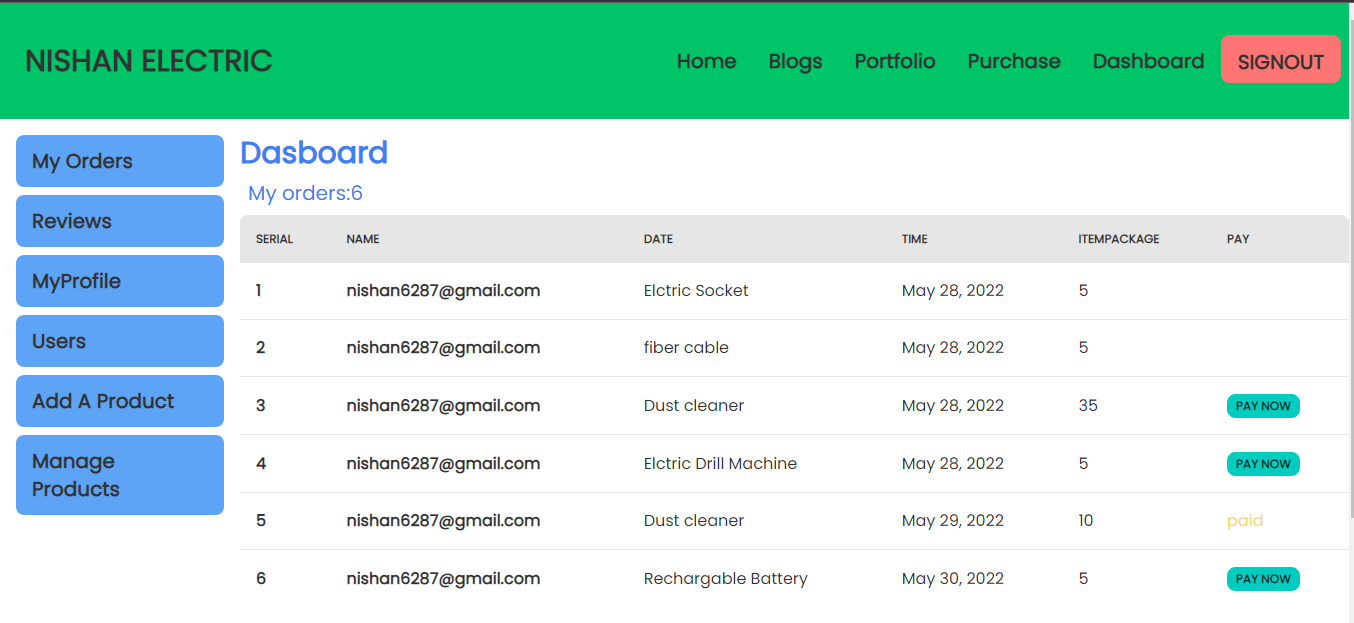 NISHAN ELECTRIC Home Blogs Portfolio Purchase Dashboard SIGNOUT
My Orders
Reviews
MyProfile
Users
Add A Product
Manage
Products
Dasboard
My orders:6
SERIAL NAME DATE TIME ITEMPACKAGE PAY
1 nishan6287@gmail.com Elctric Socket May 28, 2022 5
2 nishan6287@gmail.com fiber cable May 28, 2022 5
3 nishan6287@gmail.com Dust cleaner May 28, 2022 35 PAY NOW
4 nishan6287@gmail.com Elctric Drill Machine May 28, 2022 5 PAY NOW
5 nishan6287@gmail.com Dust cleaner May 29, 2022 10 paid
6 nishan6287@gmail.com Rechargable Battery May 30, 2022 5 PAY NOW